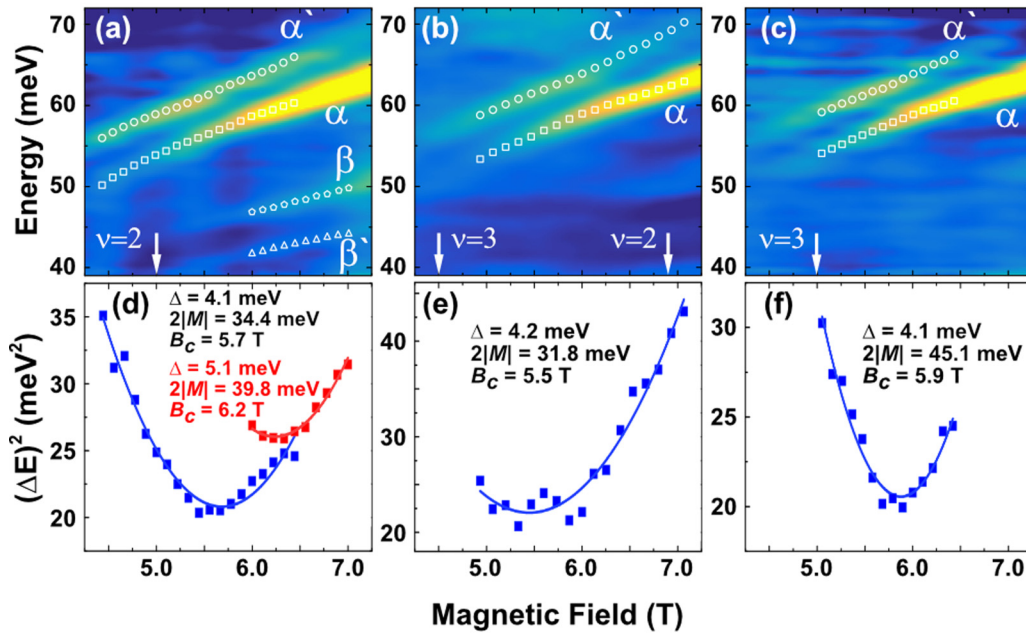 (a)
α`
α
β
β`
ν=2
70
60
50
40
Energy (meV)
(b)
α`
α
ν=3
ν=2
70
60
50
40
(c)
α`
α
ν=3
70
60
50
40
(d)
Δ = 4.1 meV
2|M| = 34.4 meV
B_c = 5.7 T
Δ = 5.1 meV
2|M| = 39.8 meV
B_c = 6.2 T
35
30
25
20
(ΔE)² (meV²)
5.0 6.0 7.0
(e)
Δ = 4.2 meV
2|M| = 31.8 meV
B_c = 5.5 T
40
30
20
5.0 6.0 7.0
(f)
Δ = 4.1 meV
2|M| = 45.1 meV
B_c = 5.9 T
30
25
20
5.0 6.0 7.0
Magnetic Field (T)